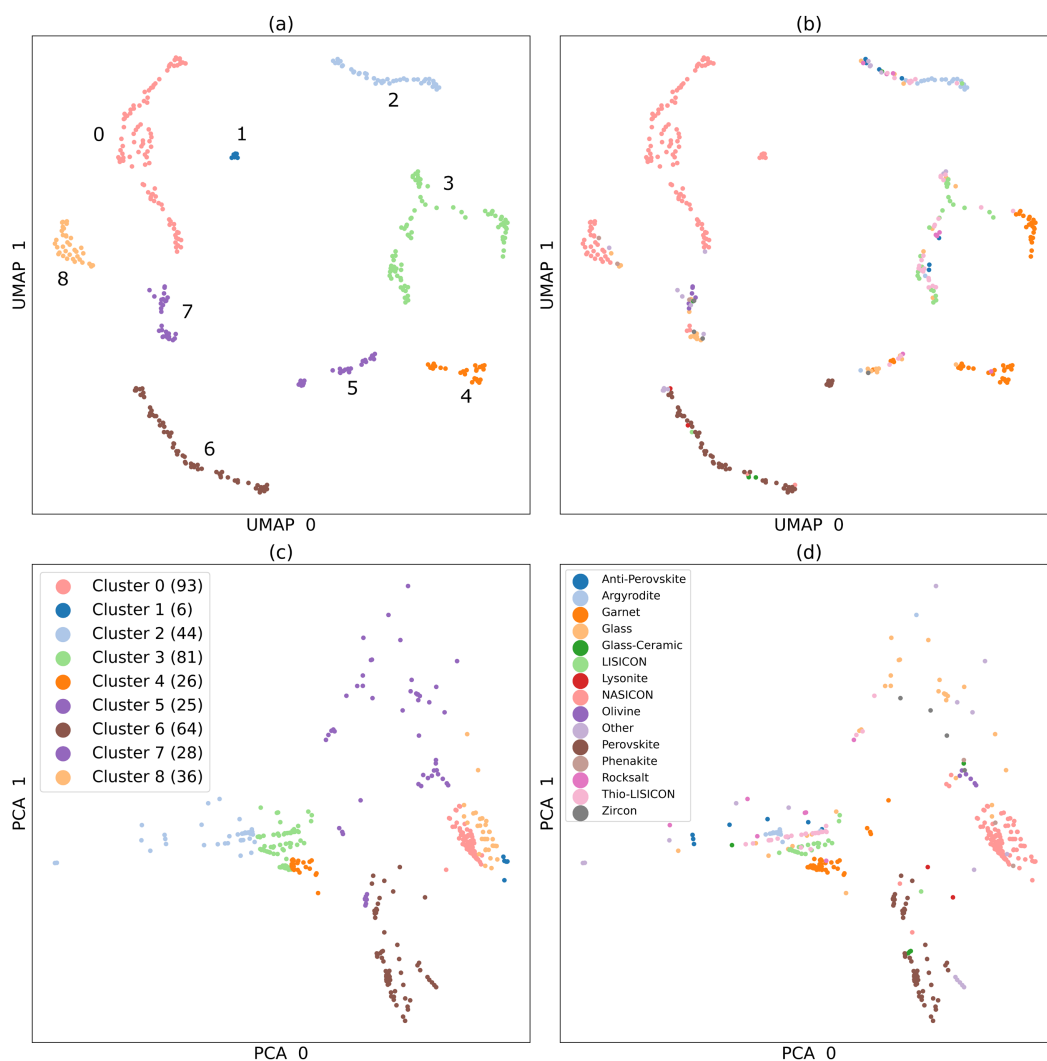 (a)
(b)
0
1
2
3
8
7
5
4
6
UMAP 1
UMAP 0
UMAP 1
UMAP 0
(c)
(d)
Cluster 0 (93)
Cluster 1 (6)
Cluster 2 (44)
Cluster 3 (81)
Cluster 4 (26)
Cluster 5 (25)
Cluster 6 (64)
Cluster 7 (28)
Cluster 8 (36)
PCA 1
PCA 0
Anti-Perovskite
Argyrodite
Garnet
Glass
Glass-Ceramic
LISICON
Lysonite
NASICON
Olivine
Other
Perovskite
Phenakite
Rocksalt
Thio-LISICON
Zircon
PCA 1
PCA 0